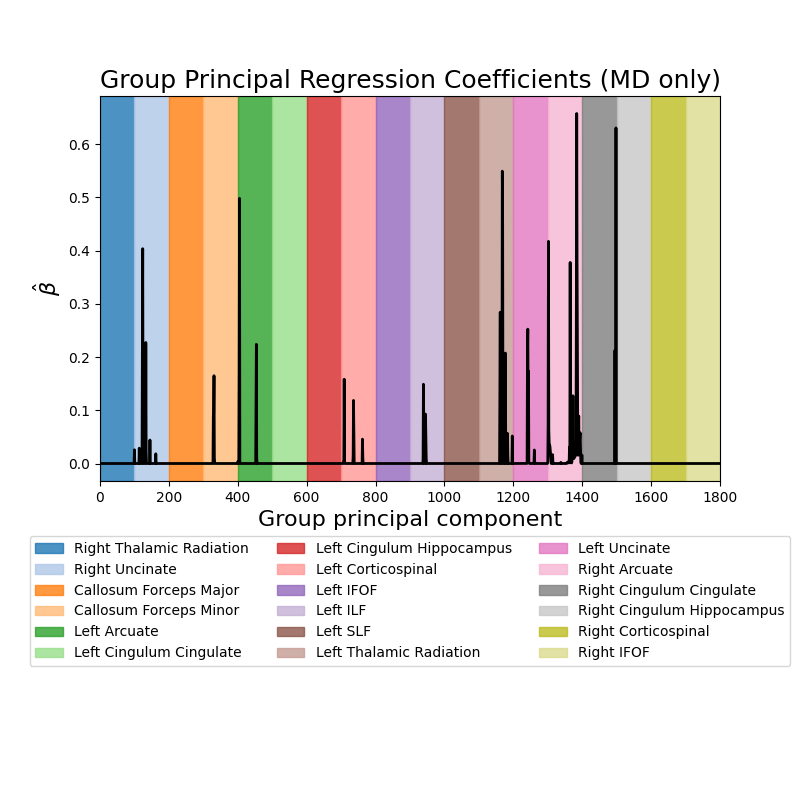 Group Principal Regression Coefficients (MD only)
0.6
0.5
0.4
0.3
0.2
0.1
0.0
β̂
0 200 400 600 800 1000 1200 1400 1600 1800
Group principal component
Right Thalamic Radiation Left Cingulum Hippocampus Left Uncinate
Right Uncinate Left Corticospinal Right Arcuate
Callosum Forceps Major Left IFOF Right Cingulum Cingulate
Callosum Forceps Minor Left ILF Right Cingulum Hippocampus
Left Arcuate Left SLF Right Corticospinal
Left Cingulum Cingulate Left Thalamic Radiation Right IFOF